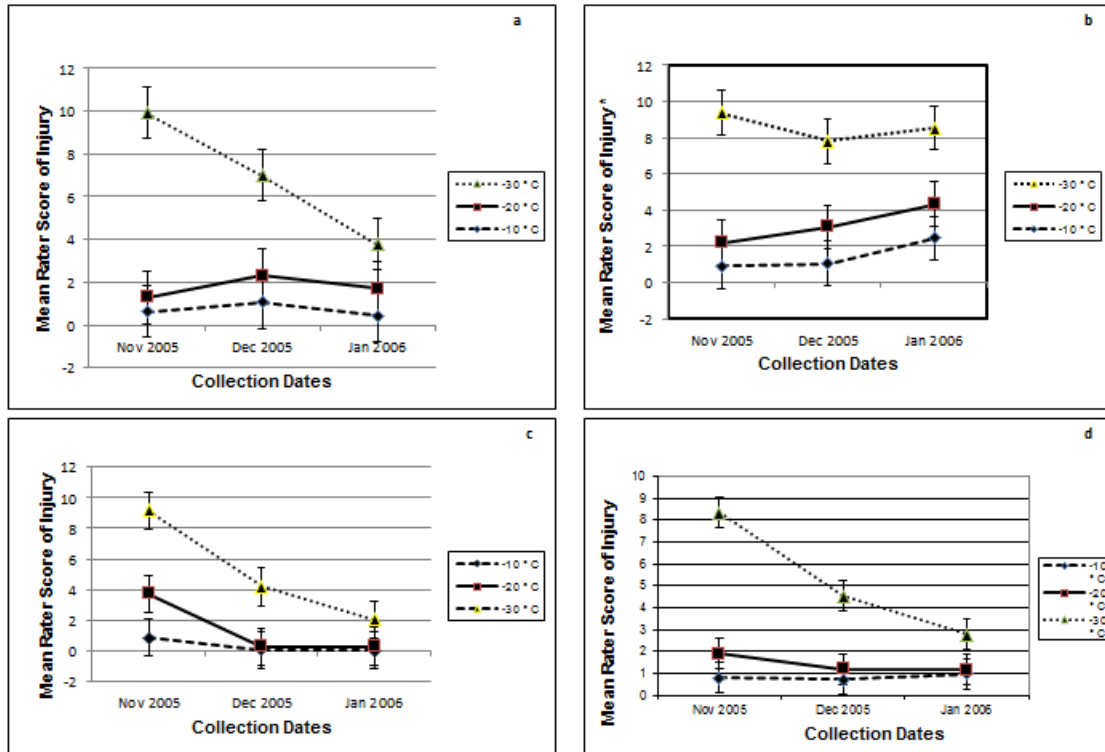 a
Mean Rater Score of Injury
12
10
8
6
4
2
0
-2
Nov 2005 Dec 2005 Jan 2006
Collection Dates
-30 ° C
-20 ° C
-10 ° C
b
Mean Rater Score of Injury *
12
10
8
6
4
2
0
-2
Nov 2005 Dec 2005 Jan 2006
Collection Dates
-30 ° C
-20 ° C
-10 ° C
c
Mean Rater Score of Injury
12
10
8
6
4
2
0
-2
Nov 2005 Dec 2005 Jan 2006
Collection Dates
-10 ° C
-20 ° C
-30 ° C
d
Mean Rater Score of Injury
10
9
8
7
6
5
4
3
2
1
0
Nov 2005 Dec 2005 Jan 2006
Collection Dates
-10
° C
-20
° C
-30
° C